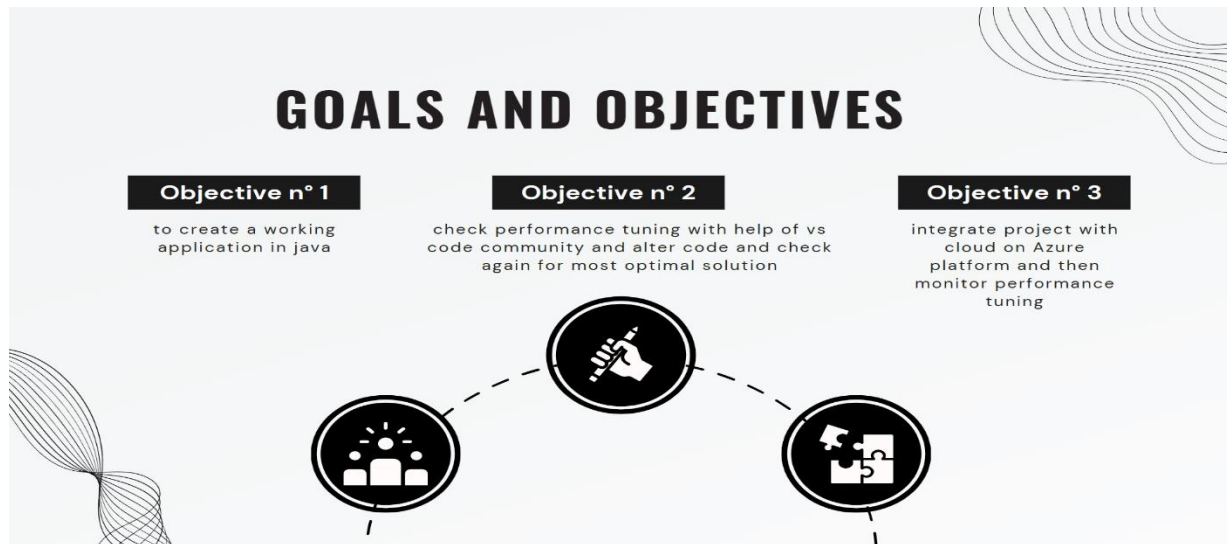 GOALS AND OBJECTIVES
Objective n° 1
to create a working
application in java
Objective n° 2
check performance tuning with help of vs
code community and alter code and check
again for most optimal solution
Objective n° 3
integrate project with
cloud on Azure
platform and then
monitor performance
tuning